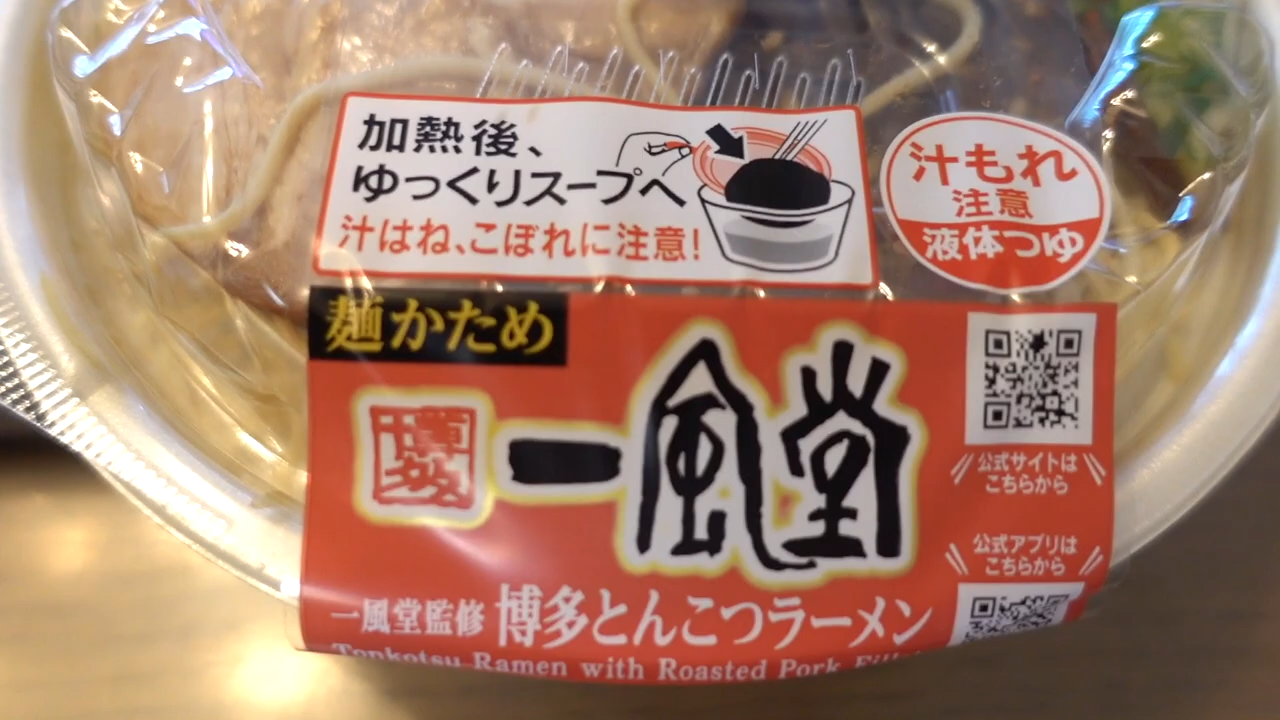 加熱後、
ゆっくりスープへ
汁はね、こぼれに注意!
汁もれ
注意
液体つゆ
麺かため
博多
一風堂
公式サイトは
こちらから
公式アプリは
こちらから
一風堂監修 博多とんこつラーメン
Tonkotsu Ramen with Roasted Pork